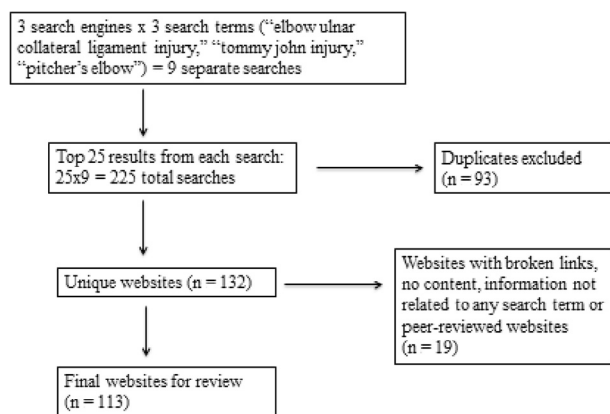 3 search engines x 3 search terms (“elbow ulnar
collateral ligament injury,” “tommy john injury,”
“pitcher’s elbow”) = 9 separate searches
Top 25 results from each search:
25x9 = 225 total searches
Duplicates excluded
(n = 93)
Unique websites (n = 132)
Websites with broken links,
no content, information not
related to any search term or
peer-reviewed websites
(n = 19)
Final websites for review
(n = 113)